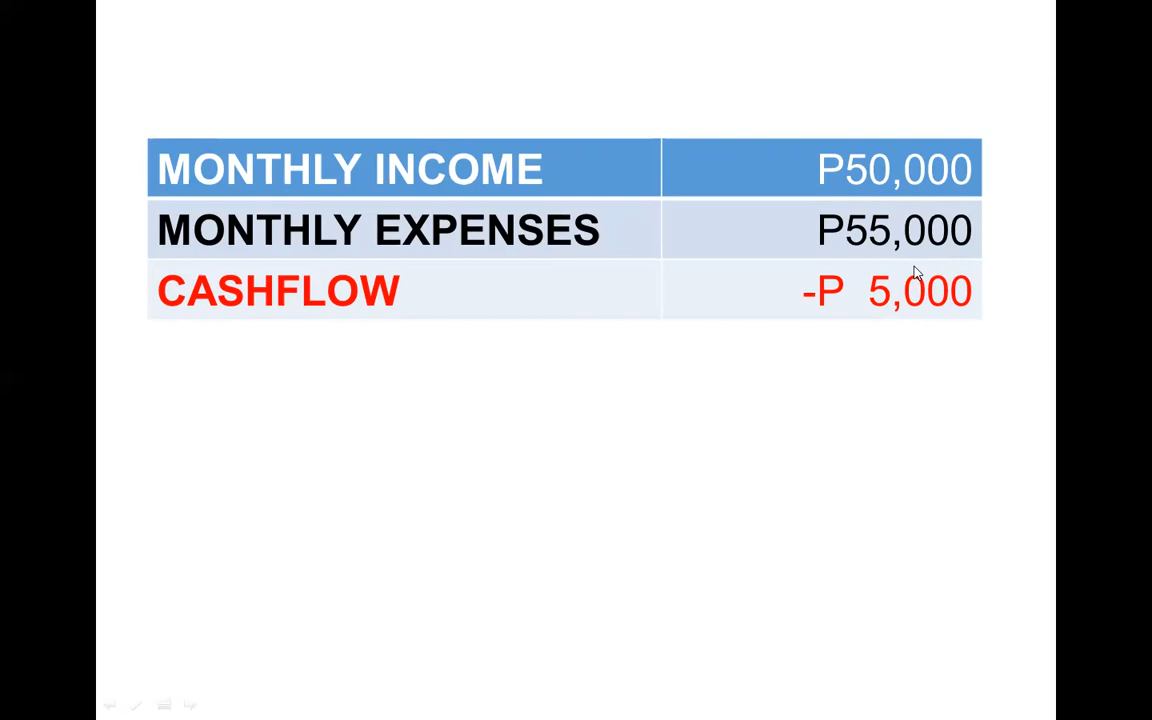 MONTHLY INCOME P50,000
MONTHLY EXPENSES P55,000
CASHFLOW -P 5,000